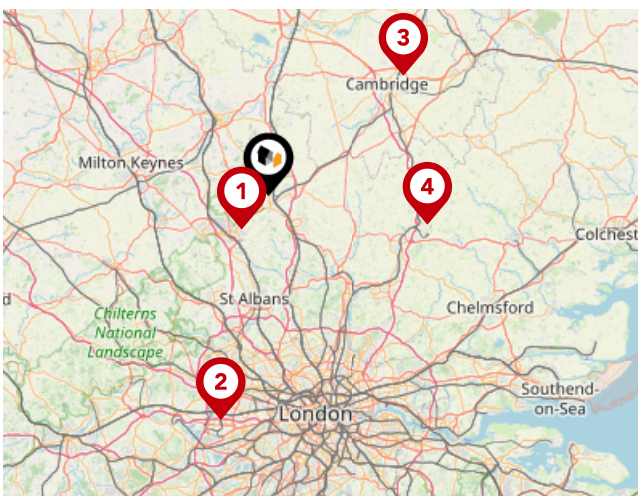 3
Cambridge
Milton Keynes
1
4
Colchest
d
St Albans
Chelmsford
Chilterns
National
Landscape
2
Southend-
on-Sea
London